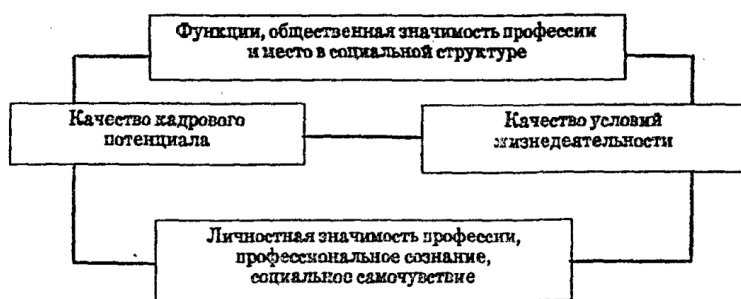 Функции, общественная значимость профессии
и место в социальной структуре
Качество кадрового
потенциала
Качество условий
жизнедеятельности
Личностная значимость профессии,
профессиональное сознание,
социальное самочувствие